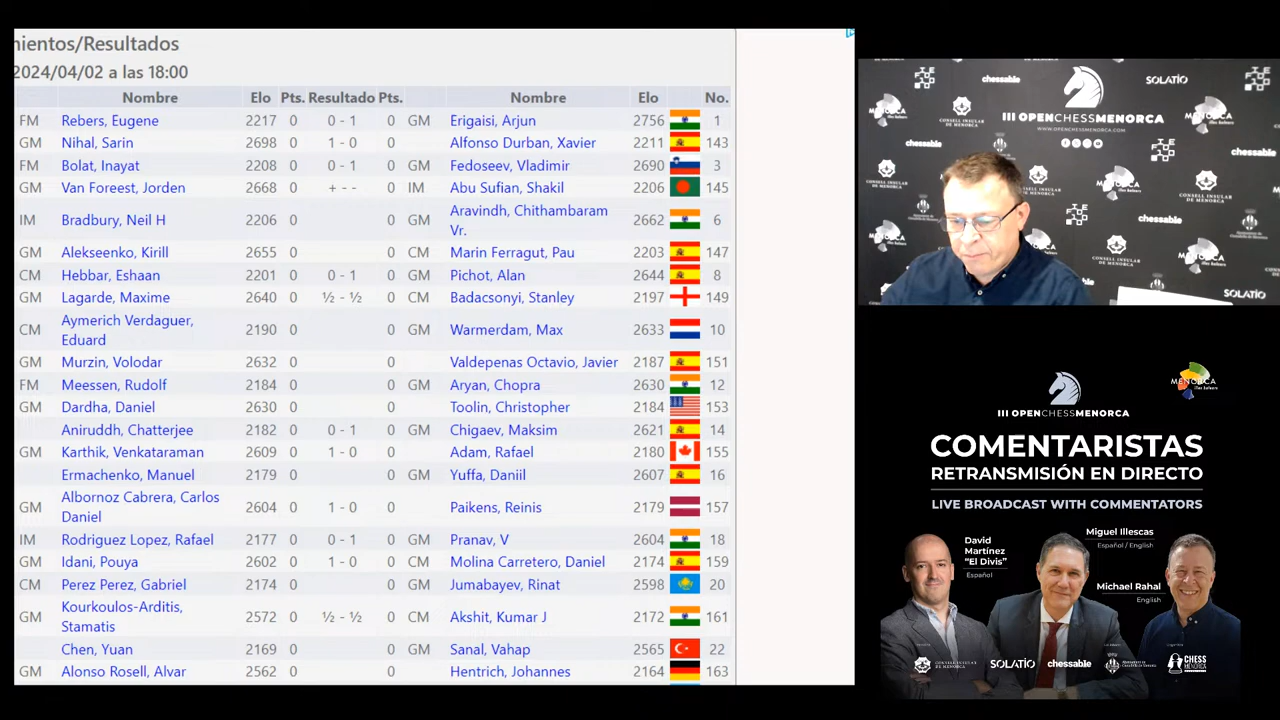 mientos/Resultados
2024/04/02 a las 18:00
Nombre Elo Pts. Resultado Pts. Nombre Elo No.
FM Rebers, Eugene 2217 0 0 - 1 0 GM Erigaisi, Arjun 2756 1
GM Nihal, Sarin 2698 0 1 - 0 0 Alfonso Durban, Xavier 2211 143
FM Bolat, Inayat 2208 0 0 - 1 0 GM Fedoseev, Vladimir 2690 3
GM Van Foreest, Jorden 2668 0 + - - 0 IM Abu Sufian, Shakil 2206 145
IM Bradbury, Neil H 2206 0 0 GM Aravindh, Chithambaram Vr. 2662 6
GM Alekseenko, Kirill 2655 0 0 CM Marin Ferragut, Pau 2203 147
CM Hebbar, Eshaan 2201 0 0 - 1 0 GM Pichot, Alan 2644 8
GM Lagarde, Maxime 2640 0 ½ - ½ 0 CM Badacsonyi, Stanley 2197 149
CM Aymerich Verdaguer, Eduard 2190 0 0 GM Warmerdam, Max 2633 10
GM Murzin, Volodar 2632 0 0 Valdepenas Octavio, Javier 2187 151
FM Meessen, Rudolf 2184 0 0 GM Aryan, Chopra 2630 12
GM Dardha, Daniel 2630 0 0 Toolin, Christopher 2184 153
Aniruddh, Chatterjee 2182 0 0 - 1 0 GM Chigaev, Maksim 2621 14
GM Karthik, Venkataraman 2609 0 1 - 0 0 Adam, Rafael 2180 155
Ermachenko, Manuel 2179 0 0 GM Yuffa, Daniil 2607 16
GM Albornoz Cabrera, Carlos Daniel 2604 0 1 - 0 0 Paikens, Reinis 2179 157
IM Rodriguez Lopez, Rafael 2177 0 0 - 1 0 GM Pranav, V 2604 18
GM Idani, Pouya 2602 0 1 - 0 0 CM Molina Carretero, Daniel 2174 159
CM Perez Perez, Gabriel 2174 0 0 GM Jumabayev, Rinat 2598 20
GM Kourkoulos-Arditis, Stamatis 2572 0 ½ - ½ 0 CM Akshit, Kumar J 2172 161
Chen, Yuan 2169 0 0 GM Sanal, Vahap 2565 22
GM Alonso Rosell, Alvar 2562 0 0 Hentrich, Johannes 2164 163
chessable
SOLATIO
III OPENCHESSMENORCA
WWW.OPENCHESSMENORCA.COM
CONSELL INSULAR DE MENORCA
chessable
SOLATIO
III OPENCHESSMENORCA
MENORCA
Illes Balears
COMENTARISTAS
RETRANSMISIÓN EN DIRECTO
LIVE BROADCAST WITH COMMENTATORS
David
Martínez
"El Divis"
Español
Miguel Illescas
Español / English
Michael Rahal
English
SOLATIO
chessable
CHESS
MENORCA